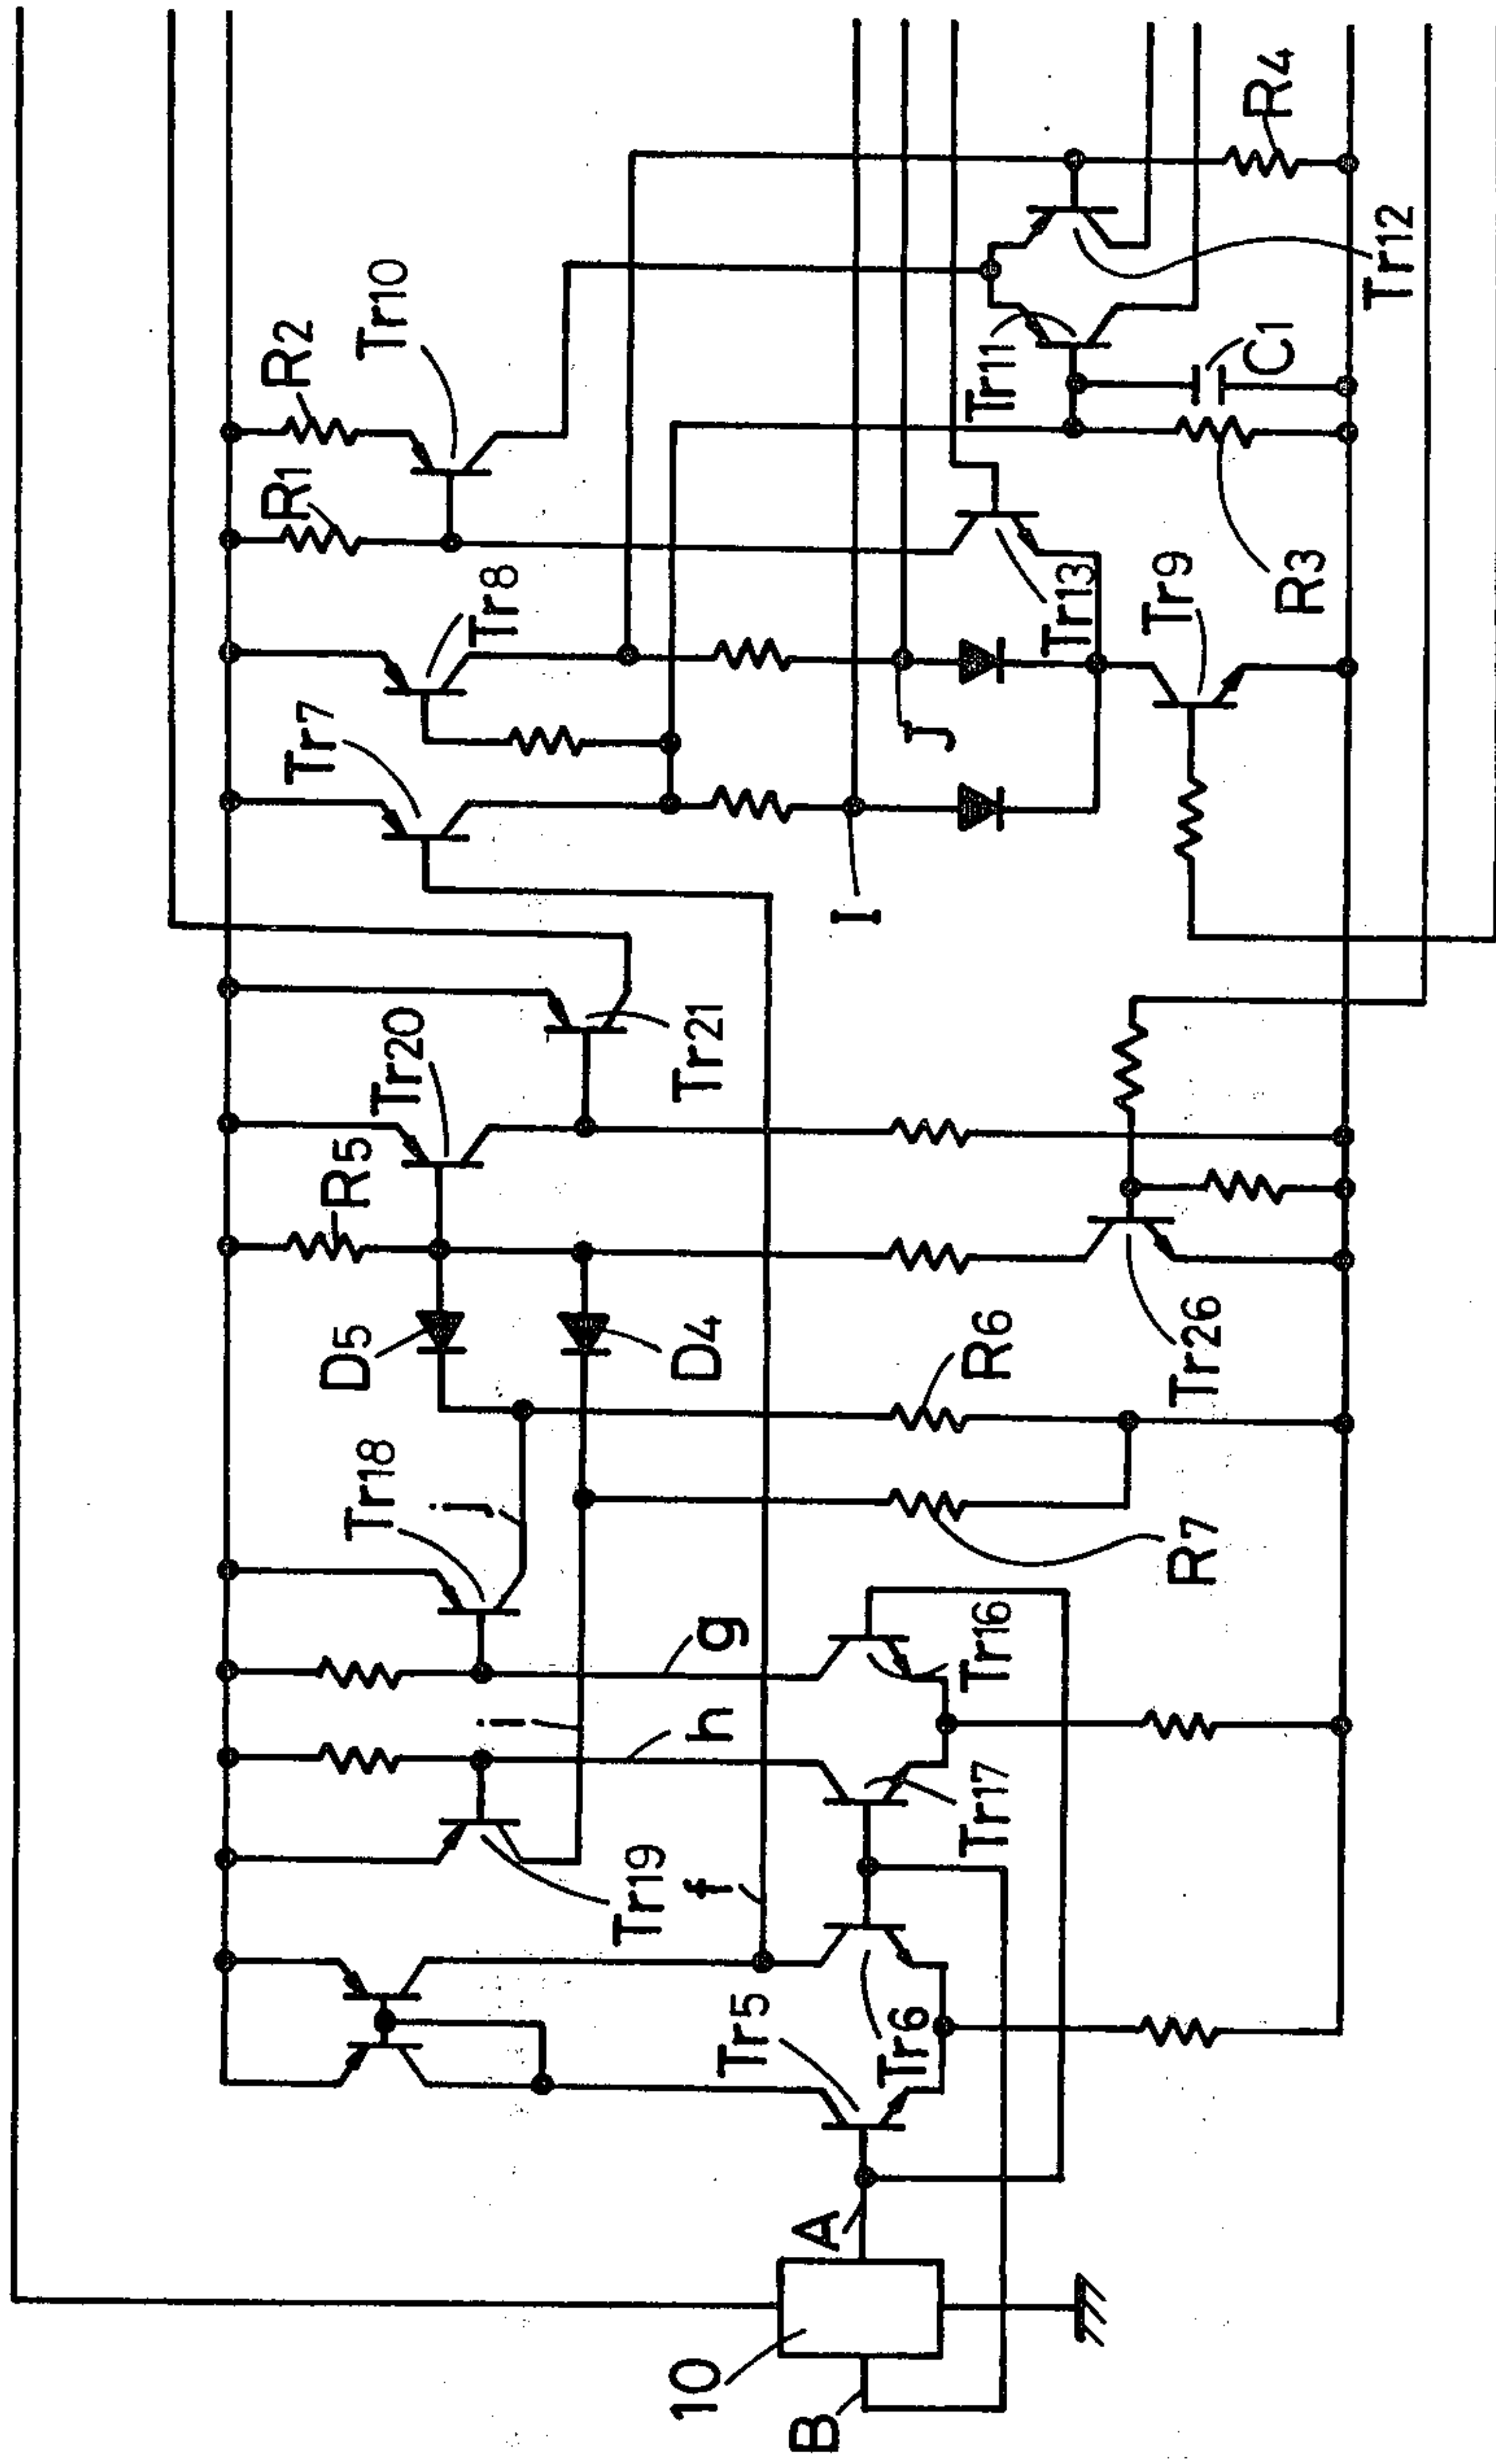 R4
Tr12
Tr10
R2
C1
Tr11
R1
Tr8
Tr13
Tr9
R3
Tr7
J
I
Tr20
Tr21
R5
D5
D4
R6
Tr26
Tr18
j
R7
g
Tr16
i
h
Tr17
Tr19
f
Tr5
Tr6
A
10
B